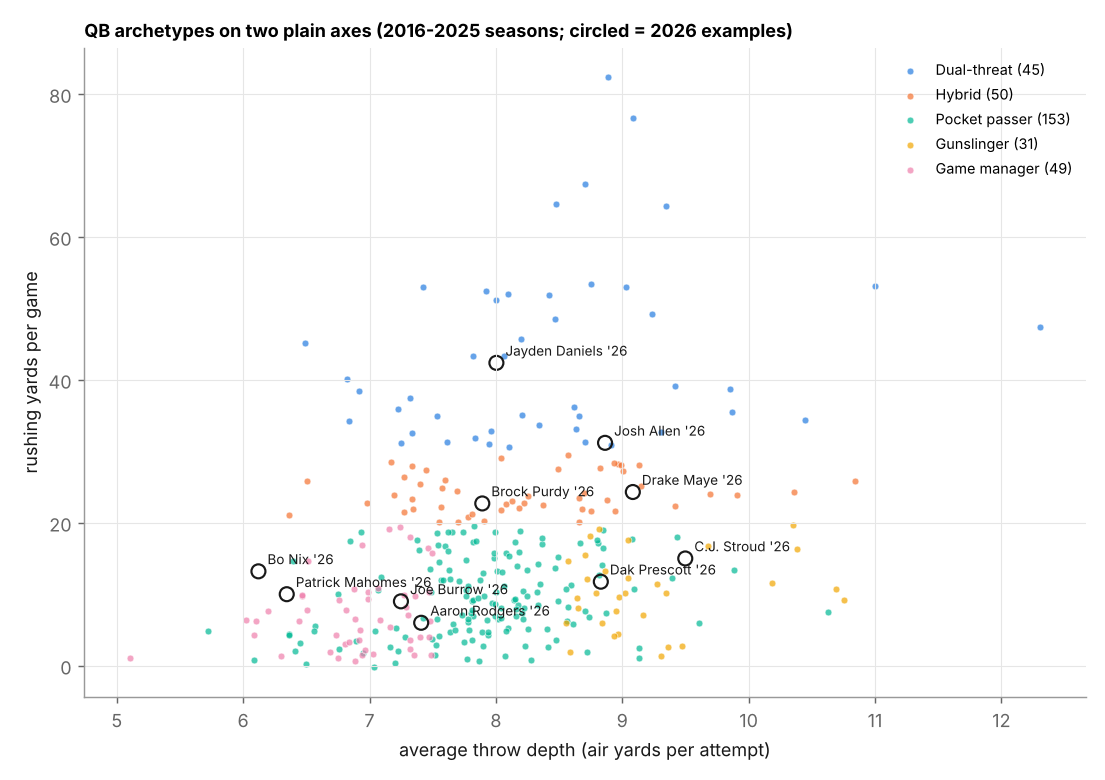 QB archetypes on two plain axes (2016-2025 seasons; circled = 2026 examples)
Dual-threat (45)
Hybrid (50)
Pocket passer (153)
Gunslinger (31)
Game manager (49)
rushing yards per game
80
60
40
20
0
Jayden Daniels '26
Josh Allen '26
Drake Maye '26
Brock Purdy '26
C.J. Stroud '26
Bo Nix '26
Dak Prescott '26
Patrick Mahomes '26
Joe Burrow '26
Aaron Rodgers '26
5 6 7 8 9 10 11 12
average throw depth (air yards per attempt)